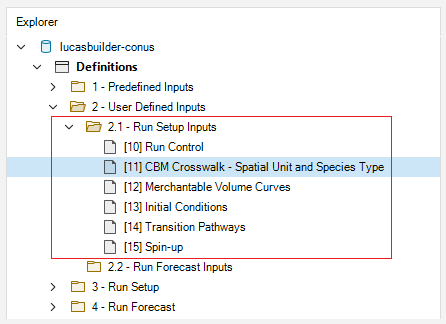 Explorer
lucasbuilder-conus
Definitions
1 - Predefined Inputs
2 - User Defined Inputs
2.1 - Run Setup Inputs
[10] Run Control
[11] CBM Crosswalk - Spatial Unit and Species Type
[12] Merchantable Volume Curves
[13] Initial Conditions
[14] Transition Pathways
[15] Spin-up
2.2 - Run Forecast Inputs
3 - Run Setup
4 - Run Forecast